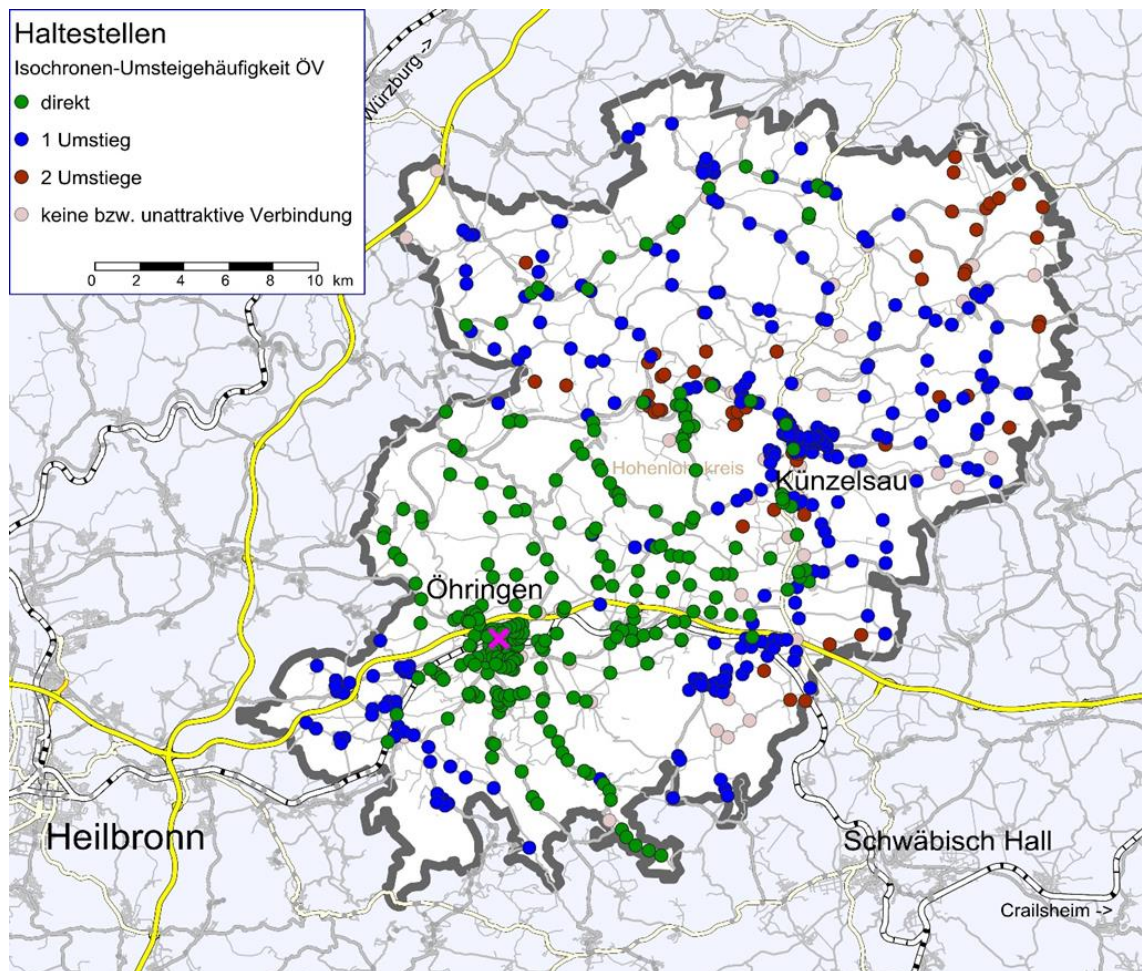 Haltestellen
Isochronen-Umsteigehäufigkeit ÖV
direkt
1 Umstieg
2 Umstiege
keine bzw. unattraktive Verbindung
0 2 4 6 8 10 km
Würzburg ->
Hohenlohekreis
Künzelsau
Öhringen
Heilbronn
Schwäbisch Hall
Crailsheim ->